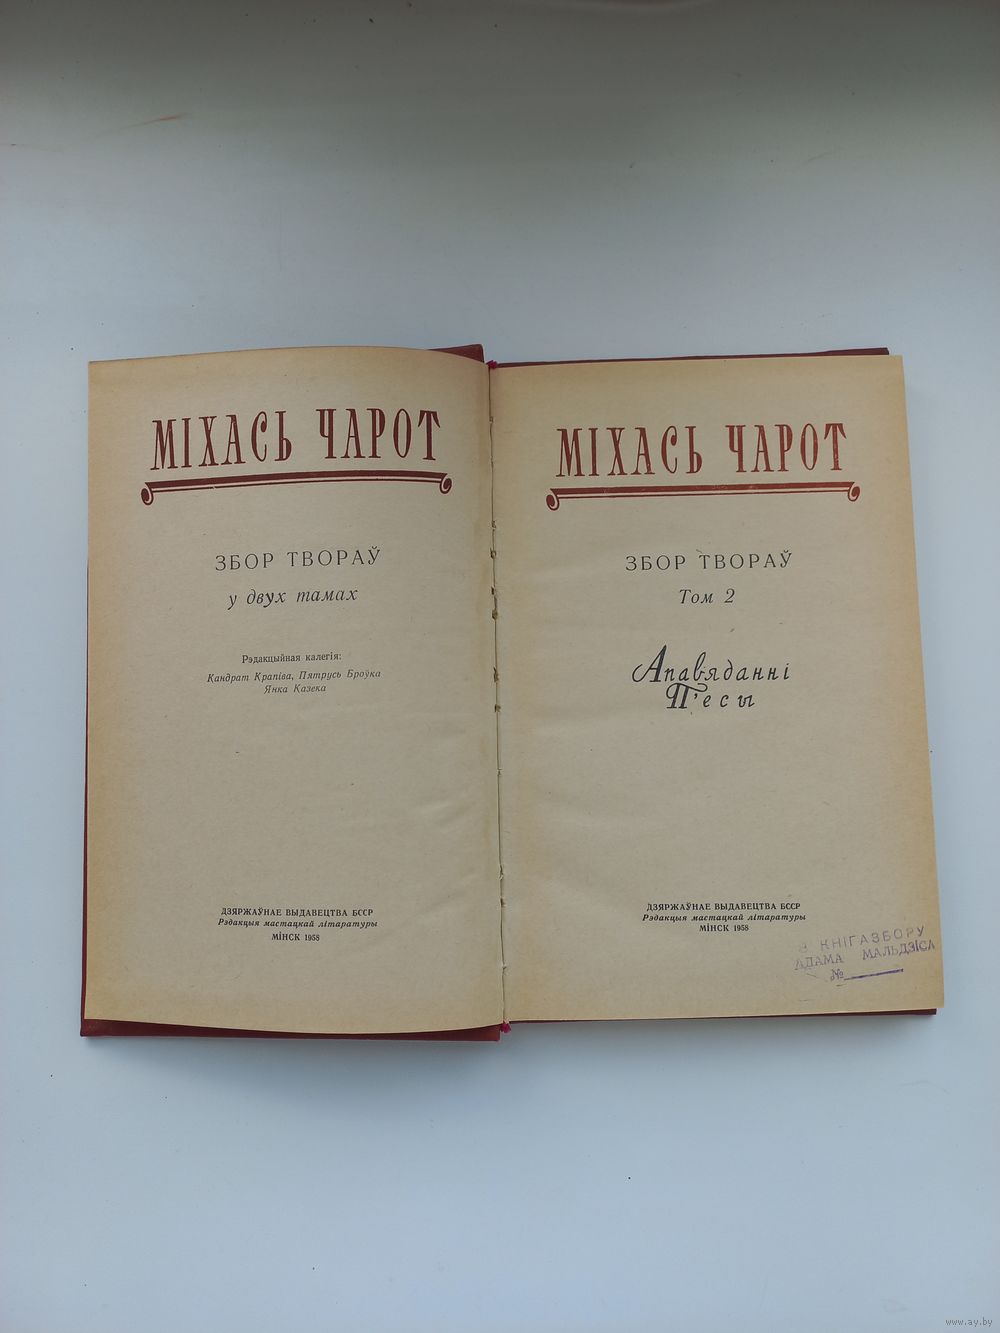 МІХАСЬ ЧАРОТ
ЗБОР ТВОРАЎ
у двух тамах
Рэдакцыйная калегія:
Кандрат Крапіва, Пятрусь Броўка
Янка Казека
ДЗЯРЖАЎНАЕ ВЫДАВЕЦТВА БССР
Рэдакцыя мастацкай літаратуры
МІНСК 1958
МІХАСЬ ЧАРОТ
ЗБОР ТВОРАЎ
Том 2
Апавяданні
П'есы
ДЗЯРЖАЎНАЕ ВЫДАВЕЦТВА БССР
Рэдакцыя мастацкай літаратуры
МІНСК 1958
З КНІГАЗБОРУ
АДАМА МАЛЬДЗІСА
№
www.ay.by